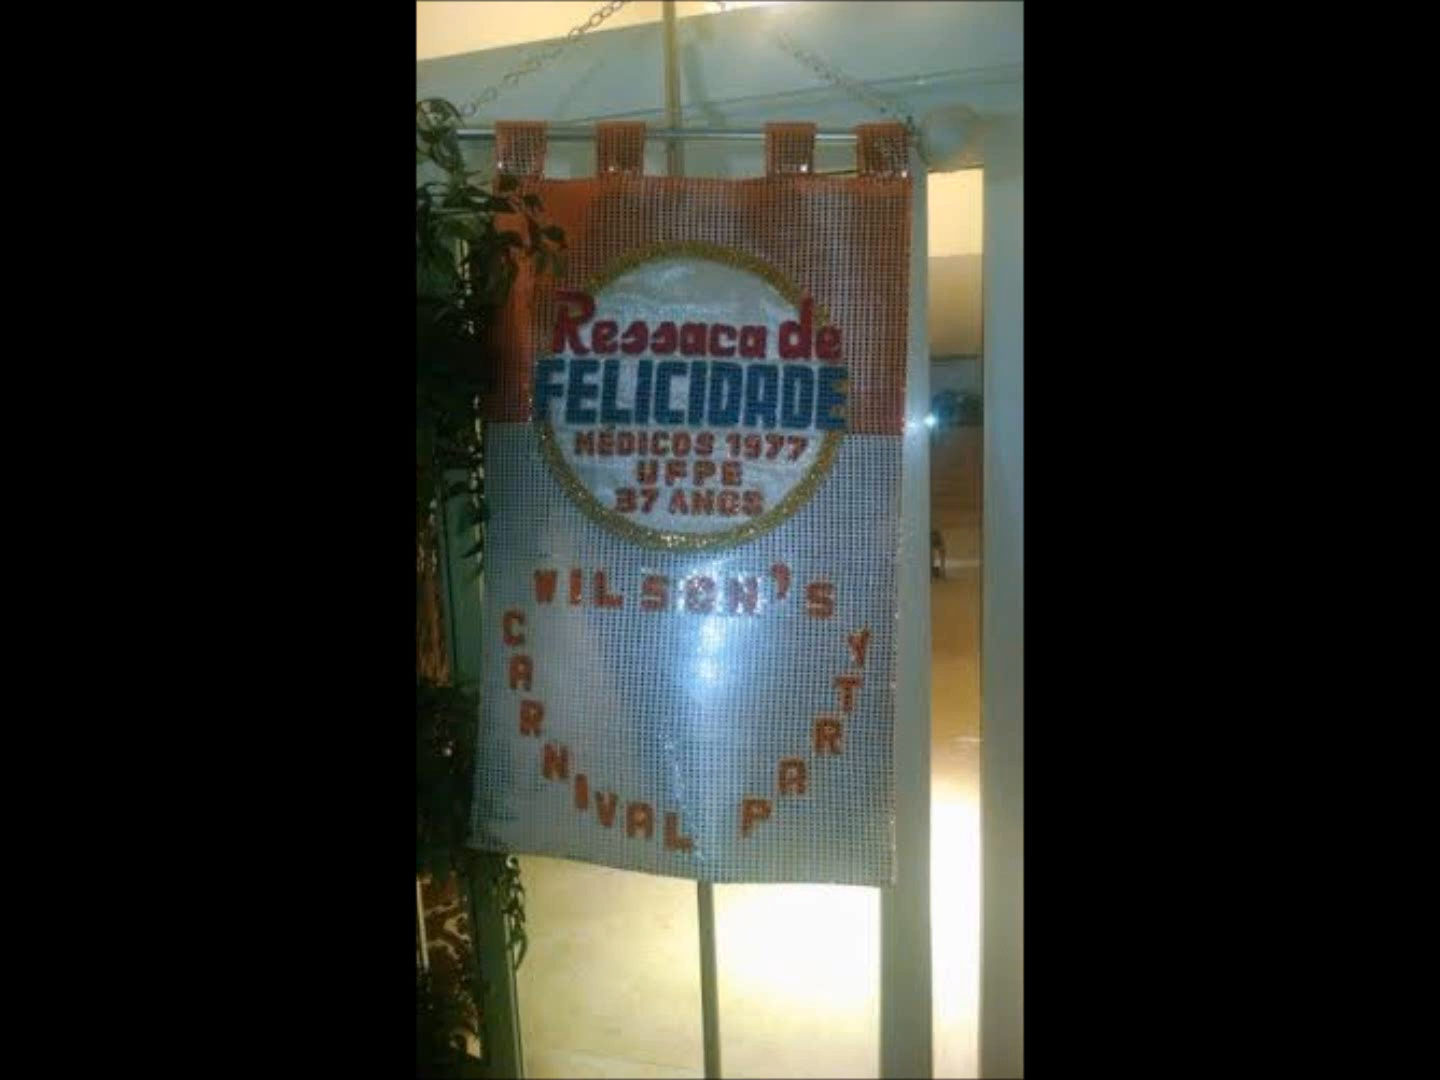 Ressaca de
FELICIDADE
MÉDICOS 1977
UFPE
37 ANOS
WILSON'S
CARNIVAL PARTY